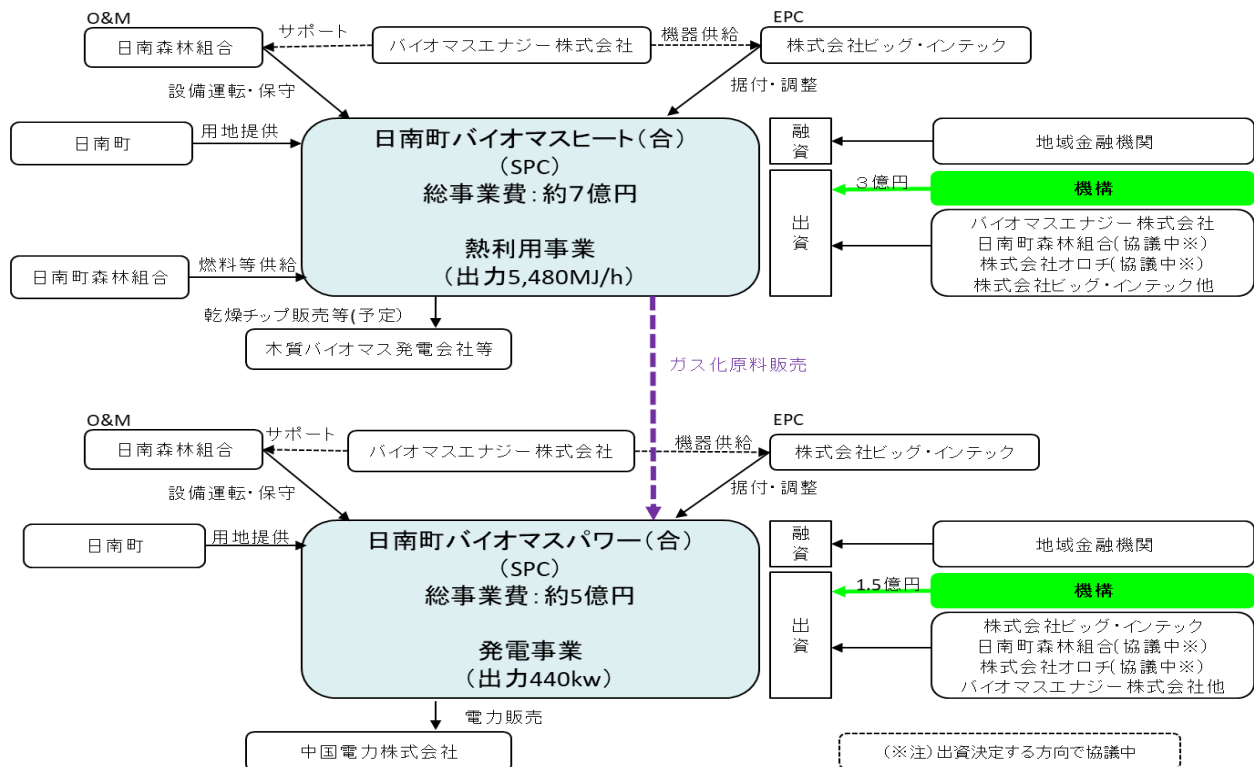 O&M
EPC
サポート
機器供給
日南森林組合
バイオマスエナジー株式会社
株式会社ビッグ・インテック
設備運転・保守
据付・調整
日南町
用地提供
日南町バイオマスヒート(合)
(SPC)
総事業費:約7億円
熱利用事業
(出力5,480MJ/h)
融資
地域金融機関
3億円
機構
出資
バイオマスエナジー株式会社
日南町森林組合(協議中※)
株式会社オロチ(協議中※)
株式会社ビッグ・インテック他
日南町森林組合
燃料等供給
乾燥チップ販売等(予定)
木質バイオマス発電会社等
ガス化原料販売
O&M
EPC
サポート
機器供給
日南森林組合
バイオマスエナジー株式会社
株式会社ビッグ・インテック
設備運転・保守
据付・調整
日南町
用地提供
日南町バイオマスパワー(合)
(SPC)
総事業費:約5億円
発電事業
(出力440kw)
融資
地域金融機関
1.5億円
機構
出資
株式会社ビッグ・インテック
日南町森林組合(協議中※)
株式会社オロチ(協議中※)
バイオマスエナジー株式会社他
電力販売
中国電力株式会社
(※注)出資決定する方向で協議中